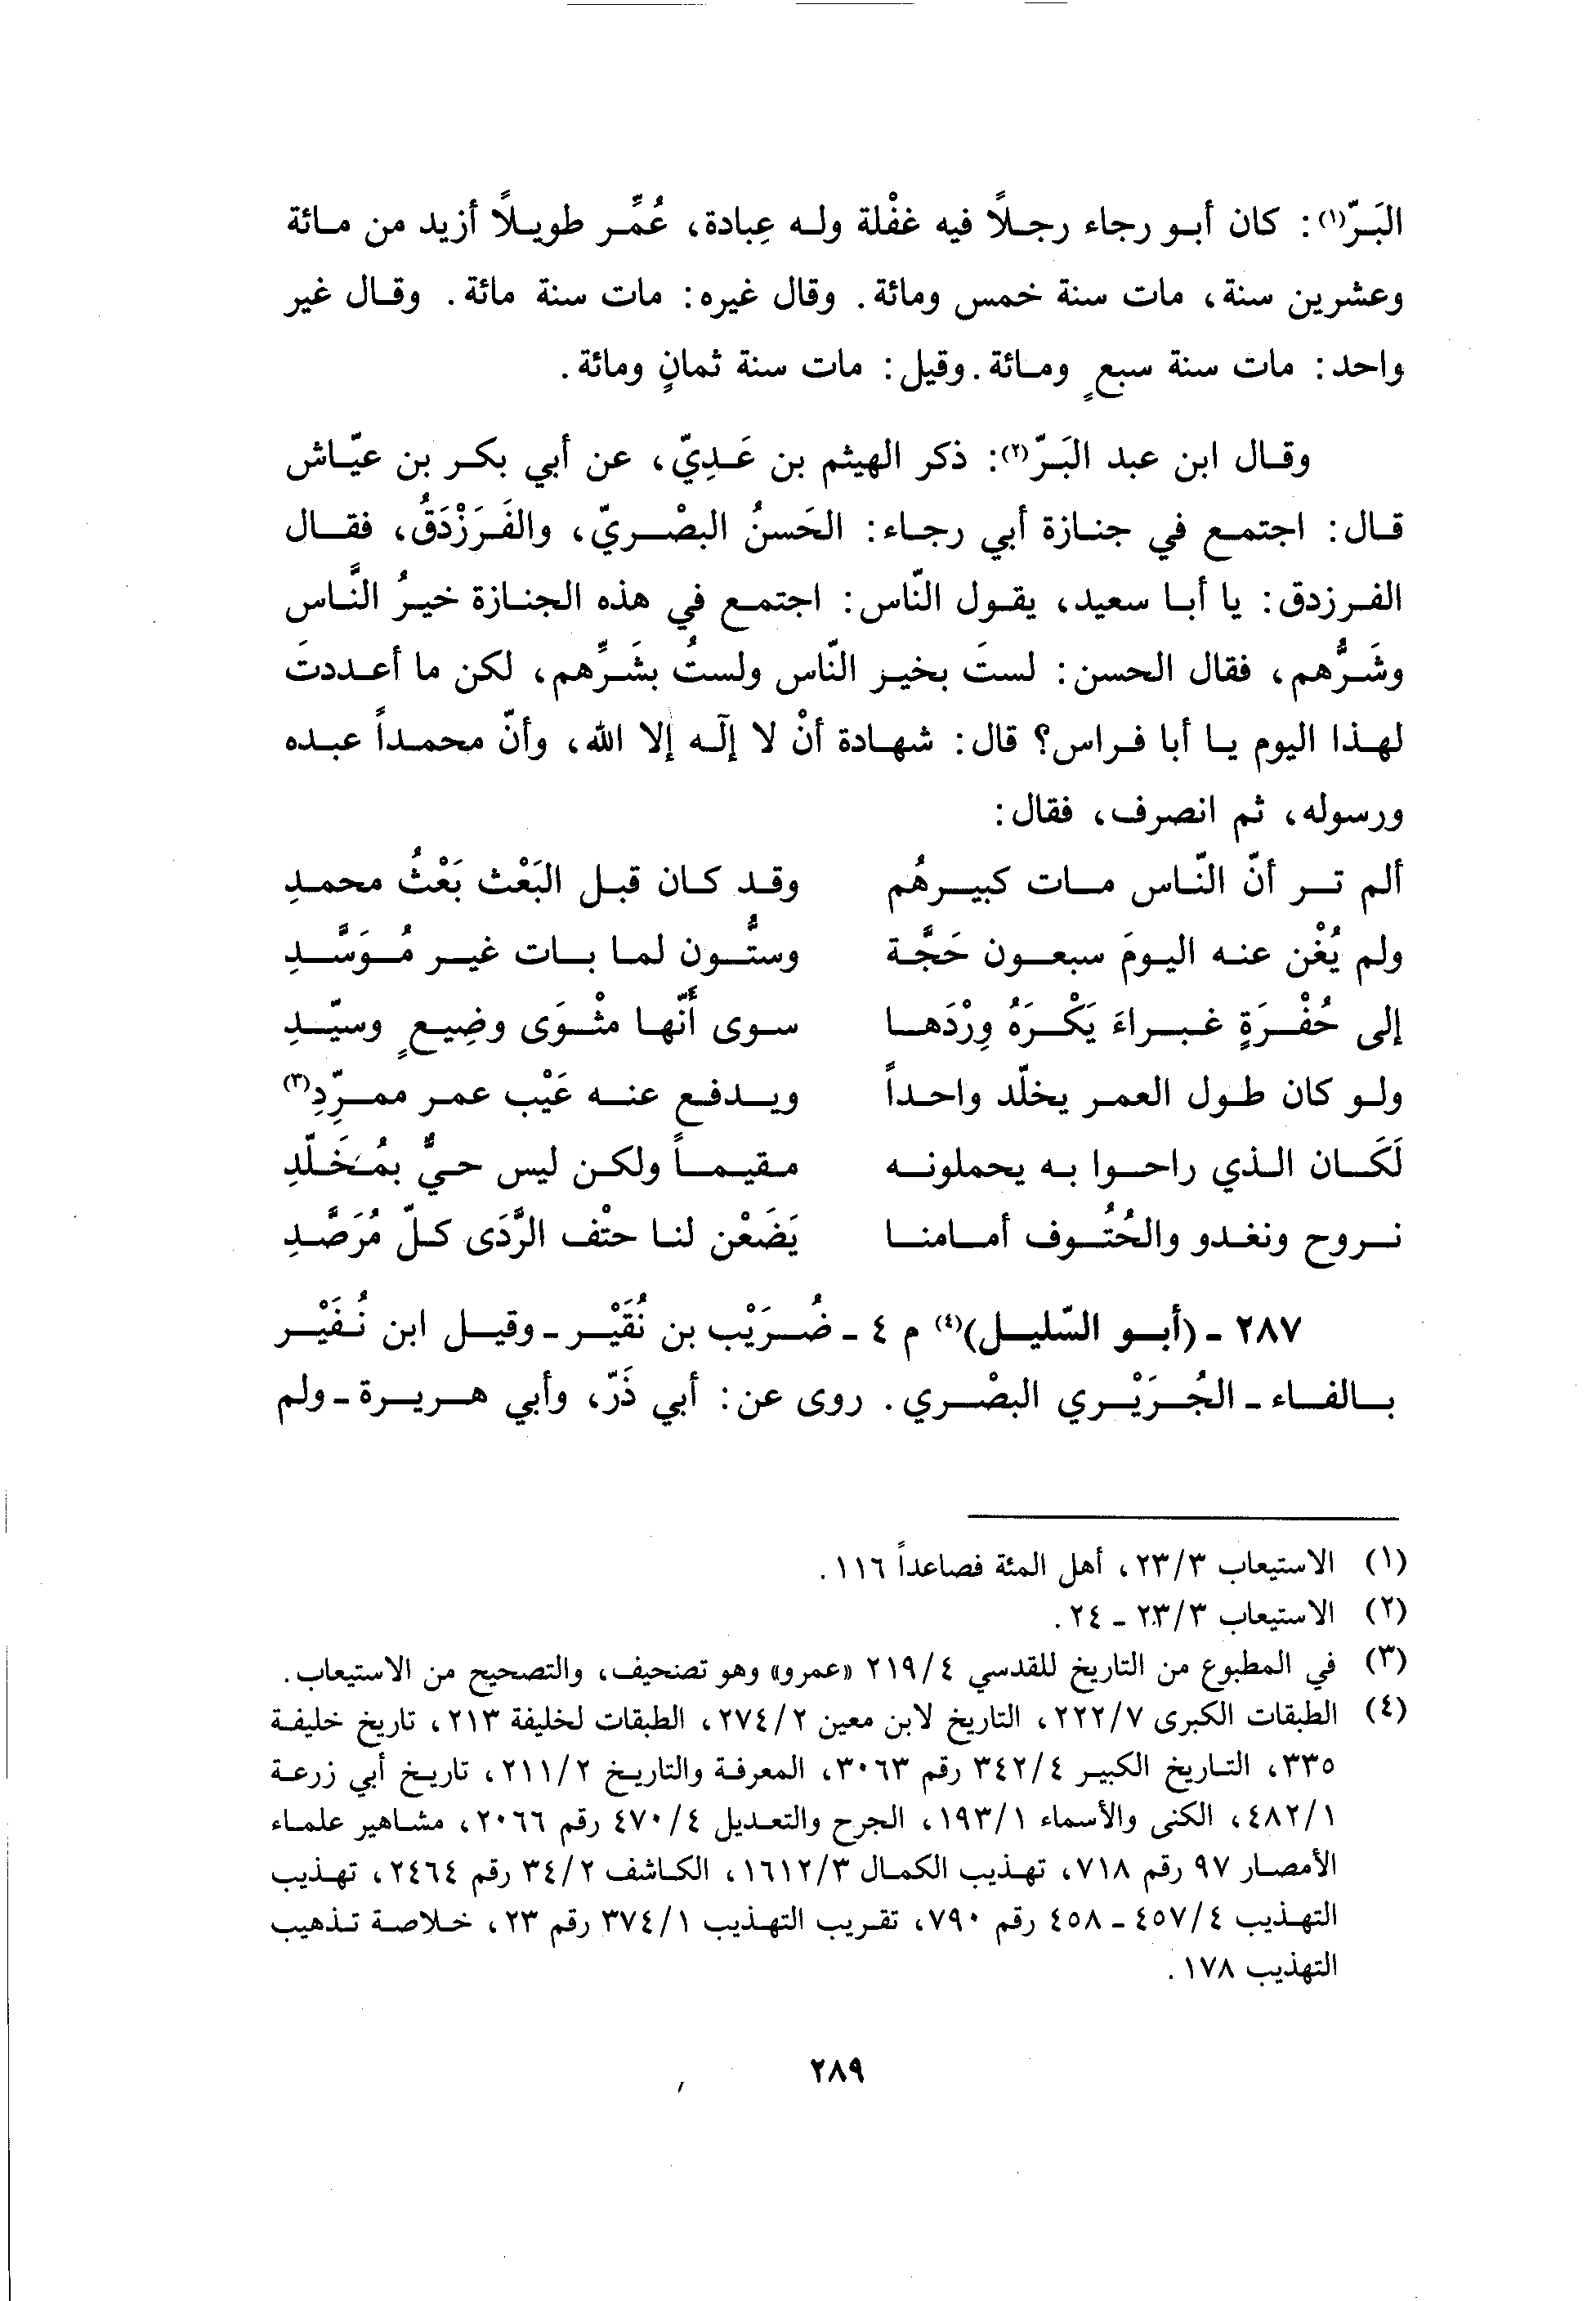 البَرّ(١): كان أبو رجاء رجلاً فيه غفْلة وله عِبادة، عُمِّر طويلاً أزيد من مائة
وعشرين سنة، مات سنة خمس ومائة. وقال غيره: مات سنة مائة. وقال غير
واحد: مات سنة سبعٍ ومائة. وقيل: مات سنة ثمانٍ ومائة.
وقال ابن عبد البَرّ(٢): ذكر الهيثم بن عَدِيّ، عن أبي بكر بن عيّاش
قال: اجتمع في جنازة أبي رجاء: الحَسنُ البصْريّ، والفَرَزْدَقُ، فقال
الفرزدق: يا أبا سعيد، يقول النّاس: اجتمع في هذه الجنازة خيرُ النَّاس
وشَرُّهم، فقال الحسن: لستَ بخير النّاس ولستُ بشَرِّهم، لكن ما أعددتَ
لهذا اليوم يا أبا فراس؟ قال: شهادة أنْ لا إلٓه إلا الله، وأنّ محمداً عبده
ورسوله، ثم انصرف، فقال:
ألم تر أنّ النّاس مات كبيرهُم وقد كان قبل البَعْث بَعْثُ محمدِ
ولم يُغْن عنه اليومَ سبعون حَجَّة وستُّون لما بات غير مُوَسَّدِ
إلى حُفْرَةٍ غبراءَ يَكْرَهُ وِرْدَها سوى أنّها مثْوَى وضِيعٍ وسيّدِ
ولو كان طول العمر يخلّد واحداً ويدفع عنه عَيْب عمر ممرّدِ(٣)
لَكَان الذي راحوا به يحملونه مقيماً ولكن ليس حيٌّ بمُخَلّدِ
نروح ونغدو والحُتُوف أمامنا يَضَعْن لنا حتْف الرَّدَى كلّ مُرَصَّدِ
٢٨٧ - (أبو السّليل)(٤) م ٤ - ضُرَيْب بن نُقَيْر - وقيل ابن نُفَيْر
بالفاء - الجُرَيْري البصْري. روى عن: أبي ذَرّ، وأبي هريرة - ولم
(١) الاستيعاب ٢٣/٣، أهل المئة فصاعداً ١١٦.
(٢) الاستيعاب ٢٣/٣ - ٢٤.
(٣) في المطبوع من التاريخ للقدسي ٢١٩/٤ «عمرو» وهو تصحيف، والتصحيح من الاستيعاب.
(٤) الطبقات الكبرى ٢٢٢/٧، التاريخ لابن معين ٢٧٤/٢، الطبقات لخليفة ٢١٣، تاريخ خليفة
٣٣٥، التاريخ الكبير ٣٤٢/٤ رقم ٣٠٦٣، المعرفة والتاريخ ٢١١/٢، تاريخ أبي زرعة
٤٨٢/١، الكنى والأسماء ١٩٣/١، الجرح والتعديل ٤٧٠/٤ رقم ٢٠٦٦، مشاهير علماء
الأمصار ٩٧ رقم ٧١٨، تهذيب الكمال ١٦١٢/٣، الكاشف ٣٤/٢ رقم ٢٤٦٤، تهذيب
التهذيب ٤٥٧/٤ - ٤٥٨ رقم ٧٩٠، تقريب التهذيب ٣٧٤/١ رقم ٢٣، خلاصة تذهيب
التهذيب ١٧٨.
٢٨٩